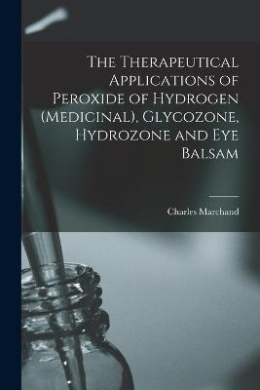 The Therapeutical
Applications of
Peroxide of Hydrogen
(Medicinal), Glycozone,
Hydrozone and Eye
Balsam
Charles Marchand